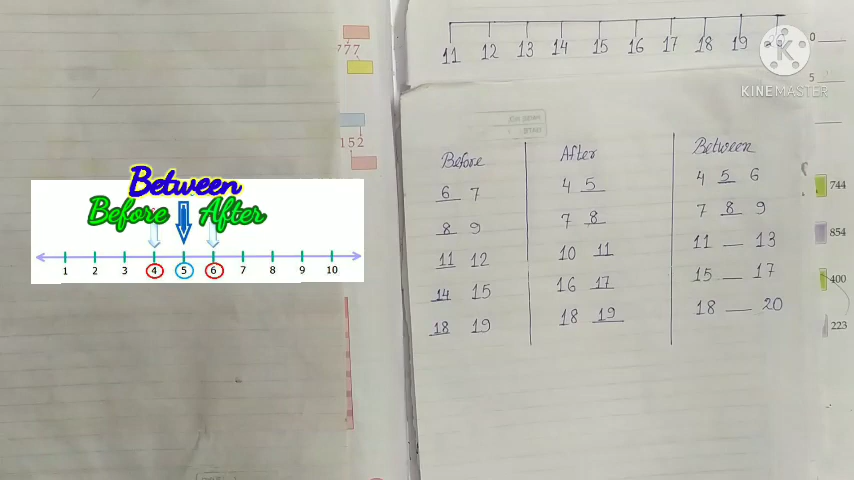 777
152
Between
Before After
1 2 3 4 5 6 7 8 9 10
11 12 13 14 15 16 17 18 19
KINEMASTER
0
5
Before After Between
6 7 4 5 4 5 6
8 9 7 8 7 8 9
11 12 10 11 11 __ 13
14 15 16 17 15 __ 17
18 19 18 19 18 __ 20
744
854
400
223